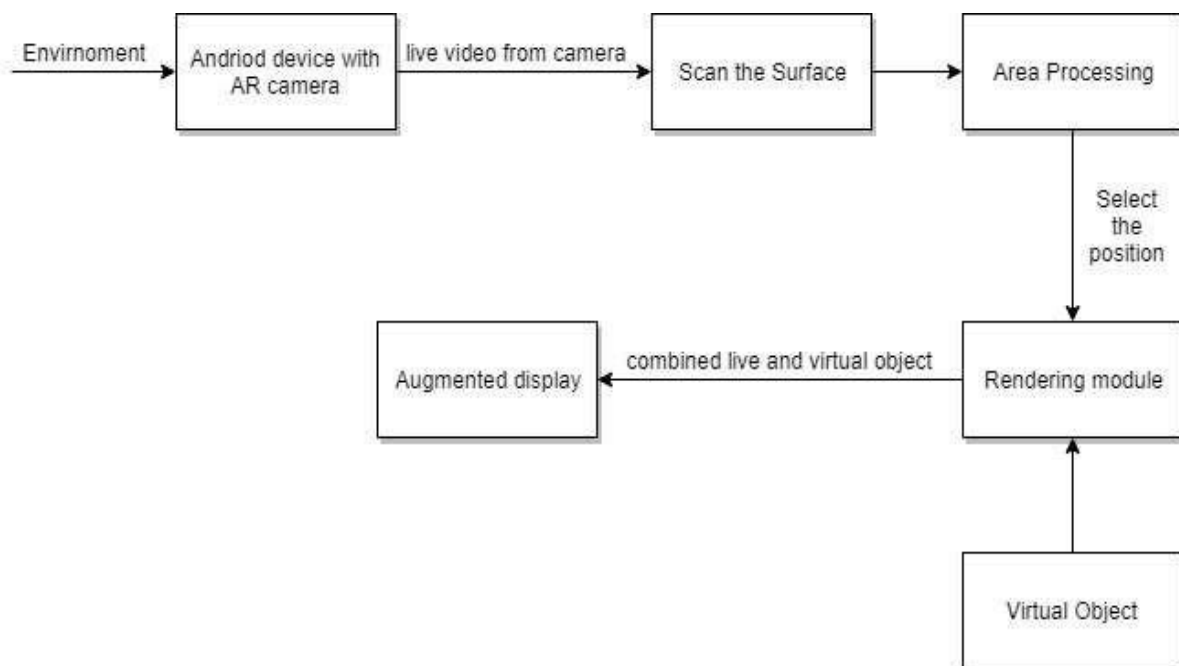 Envirnoment
Andriod device with
AR camera
live video from camera
Scan the Surface
Area Processing
Select
the
position
Augmented display
combined live and virtual object
Rendering module
Virtual Object